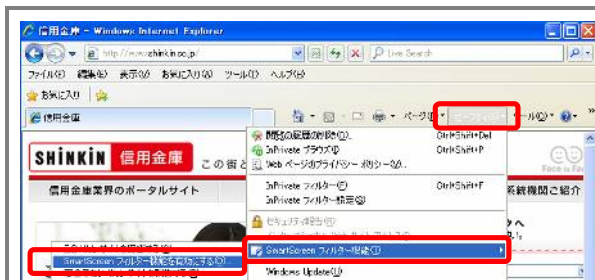 信用金庫 - Windows Internet Explorer
http://www.shinkin.co.jp/
Live Search
ファイル(F) 編集(E) 表示(V) お気に入り(A) ツール(T) ヘルプ(H)
お気に入り
信用金庫
ページ(P)
セーフティ(S)
ツール(O)
閲覧の履歴の削除(D)... Ctrl+Shift+Del
InPrivate ブラウズ(I) Ctrl+Shift+P
Web ページのプライバシー ポリシー(W)...
InPrivate フィルター(F) Ctrl+Shift+F
InPrivate フィルター設定(S)
SmartScreen フィルター機能(T)
SmartScreen フィルター機能を有効にする(O)...
Windows Update(U)
SHiNKiN 信用金庫 この街と
Face to Fac
信用金庫業界のポータルサイト
系統機関ご紹介